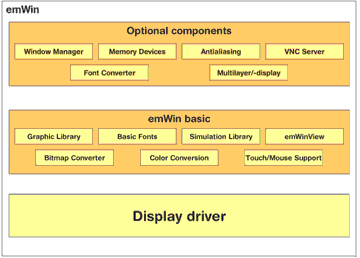 emWin
Optional components
Window Manager
Memory Devices
Antialiasing
VNC Server
Font Converter
Multilayer/-display
emWin basic
Graphic Library
Basic Fonts
Simulation Library
emWinView
Bitmap Converter
Color Conversion
Touch/Mouse Support
Display driver